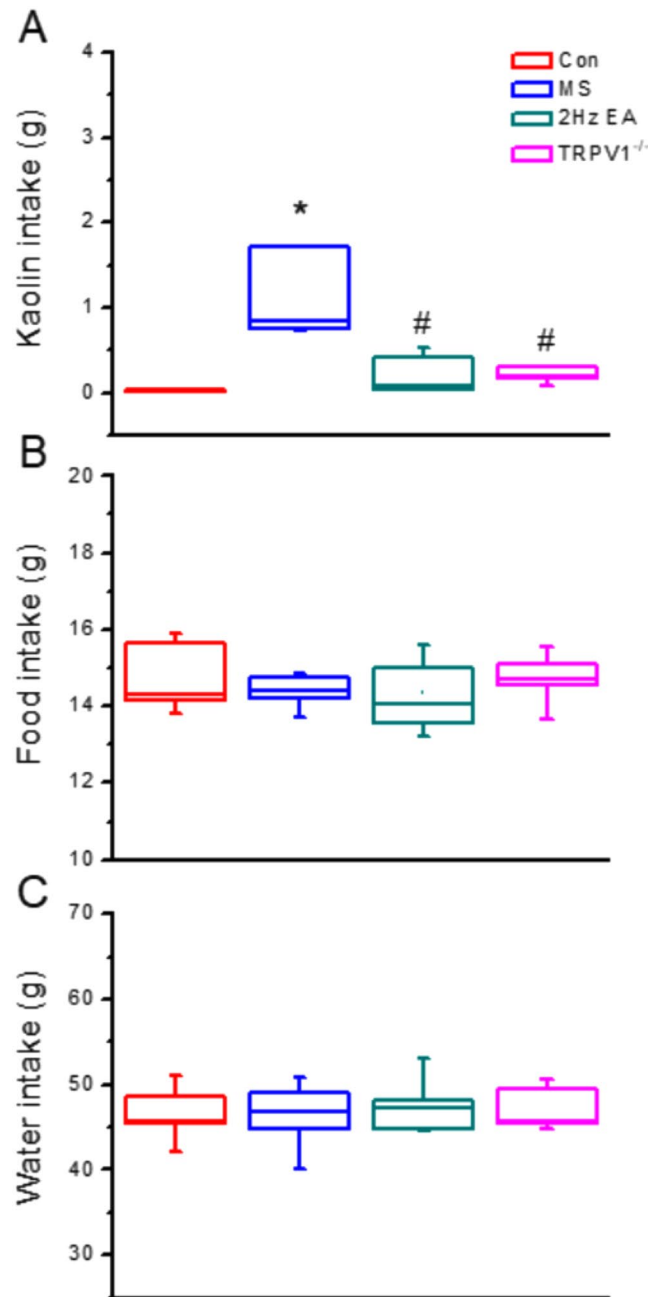 A
Kaolin intake (g)
4
3
2
1
0
Con
MS
2Hz EA
TRPV1-/-
*
#
#
B
Food intake (g)
20
18
16
14
12
10
C
Water intake (g)
70
60
50
40
30